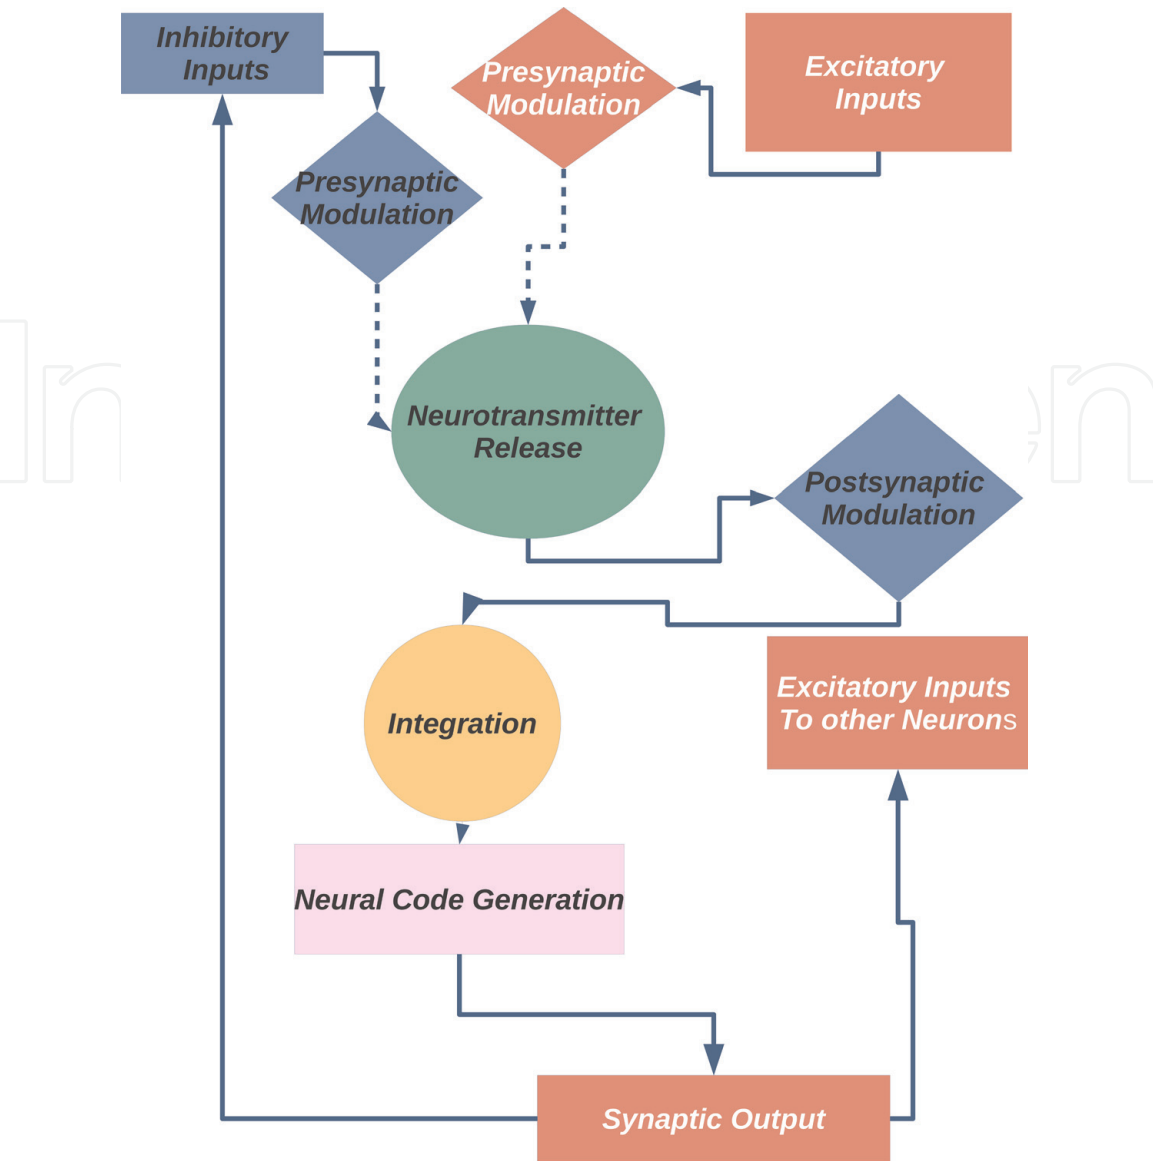 Inhibitory
Inputs
Presynaptic
Modulation
Excitatory
Inputs
Presynaptic
Modulation
Neurotransmitter
Release
Postsynaptic
Modulation
Integration
Excitatory Inputs
To other Neurons
Neural Code Generation
Synaptic Output